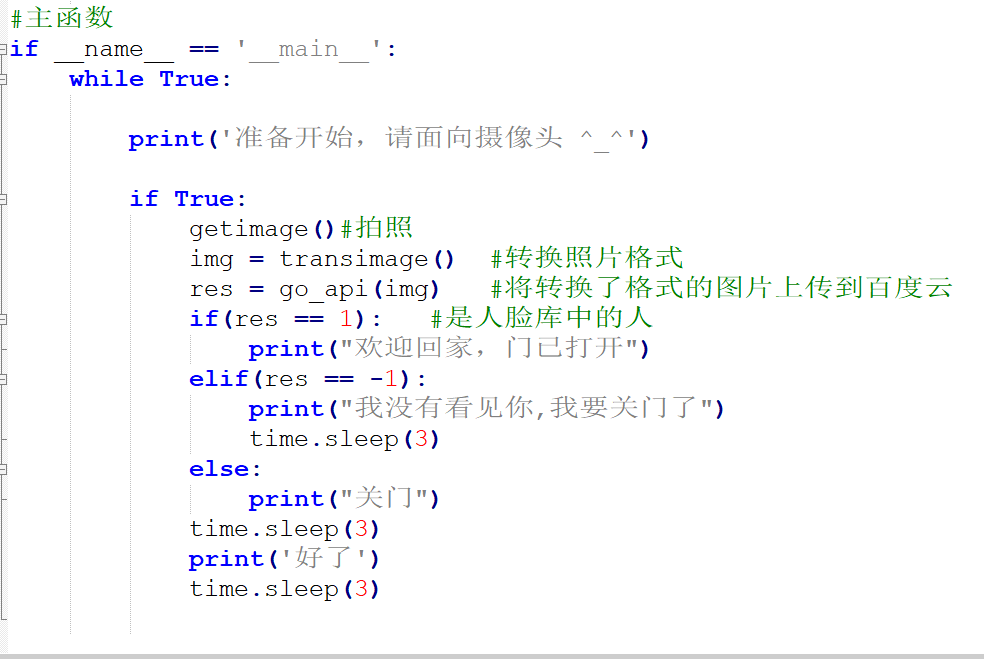 #主函数
if __name__ == '__main__':
    while True:
        print('准备开始，请面向摄像头 ^_^')
        if True:
            getimage()#拍照
            img = transimage()  #转换照片格式
            res = go_api(img)   #将转换了格式的图片上传到百度云
            if(res == 1):   #是人脸库中的人
                print("欢迎回家，门已打开")
            elif(res == -1):
                print("我没有看见你,我要关门了")
                time.sleep(3)
            else:
                print("关门")
            time.sleep(3)
            print('好了')
            time.sleep(3)